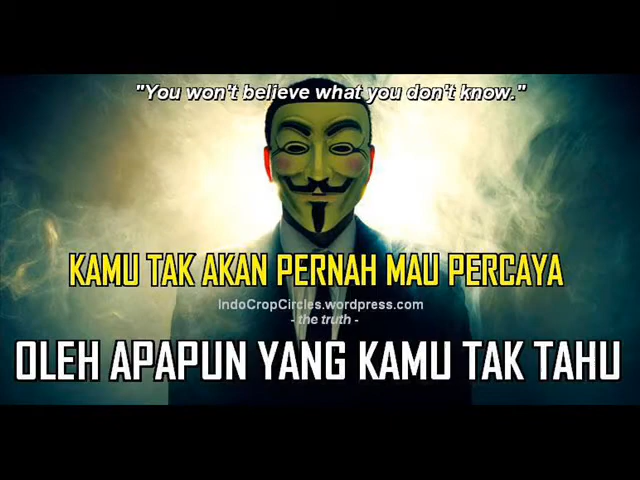 "You won't believe what you don't know."
KAMU TAK AKAN PERNAH MAU PERCAYA
IndoCropCircles.wordpress.com
- the truth -
OLEH APAPUN YANG KAMU TAK TAHU